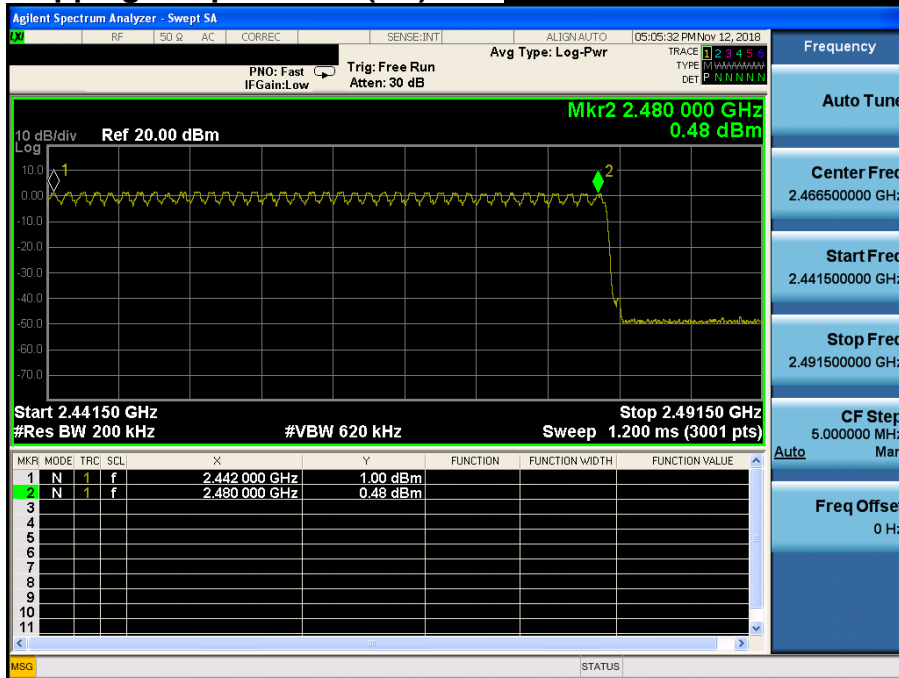 Agilent Spectrum Analyzer - Swept SA
LXI RF 50 Ω AC CORREC SENSE:INT ALIGN AUTO 05:05:32 PM Nov 12, 2018
Avg Type: Log-Pwr TRACE 1 2 3 4 5 6
PNO: Fast Trig: Free Run TYPE M WWWWW
IFGain:Low Atten: 30 dB DET P N N N N N
Mkr2 2.480 000 GHz
10 dB/div Ref 20.00 dBm 0.48 dBm
Log
10.0
0.00
-10.0
-20.0
-30.0
-40.0
-50.0
-60.0
-70.0
1
2
Start 2.44150 GHz Stop 2.49150 GHz
#Res BW 200 kHz #VBW 620 kHz Sweep 1.200 ms (3001 pts)
MKR MODE TRC SCL X Y FUNCTION FUNCTION WIDTH FUNCTION VALUE
1 N 1 f 2.442 000 GHz 1.00 dBm
2 N 1 f 2.480 000 GHz 0.48 dBm
3
4
5
6
7
8
9
10
11
MSG STATUS
Frequency
Auto Tune
Center Freq
2.466500000 GHz
Start Freq
2.441500000 GHz
Stop Freq
2.491500000 GHz
CF Step
5.000000 MHz
Auto Man
Freq Offset
0 Hz